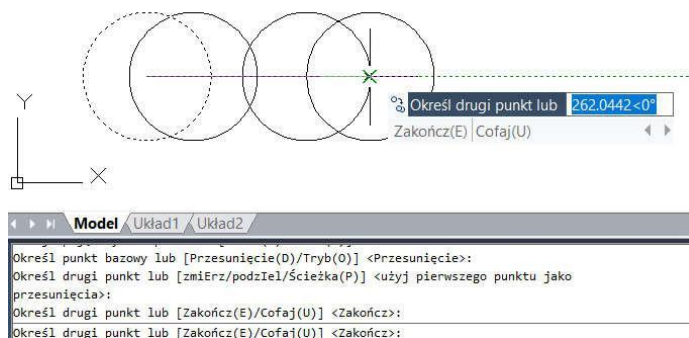 Określ drugi punkt lub 262.0442<0°
Zakończ(E) Cofaj(U)
Y
X
Model Układ1 Układ2
Określ punkt bazowy lub [Przesunięcie(D)/Tryb(O)] <Przesunięcie>:
Określ drugi punkt lub [zmiErz/podzIel/Ścieżka(P)] <użyj pierwszego punktu jako
przesunięcia>:
Określ drugi punkt lub [Zakończ(E)/Cofaj(U)] <Zakończ>:
Określ drugi punkt lub [Zakończ(E)/Cofaj(U)] <Zakończ>: